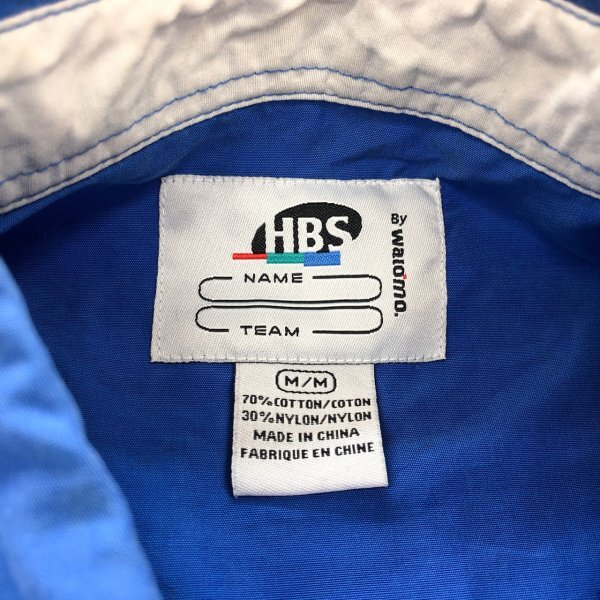 HBS
By watomo.
NAME
TEAM
M/M
70% COTTON/COTON
30% NYLON/NYLON
MADE IN CHINA
FABRIQUE EN CHINE